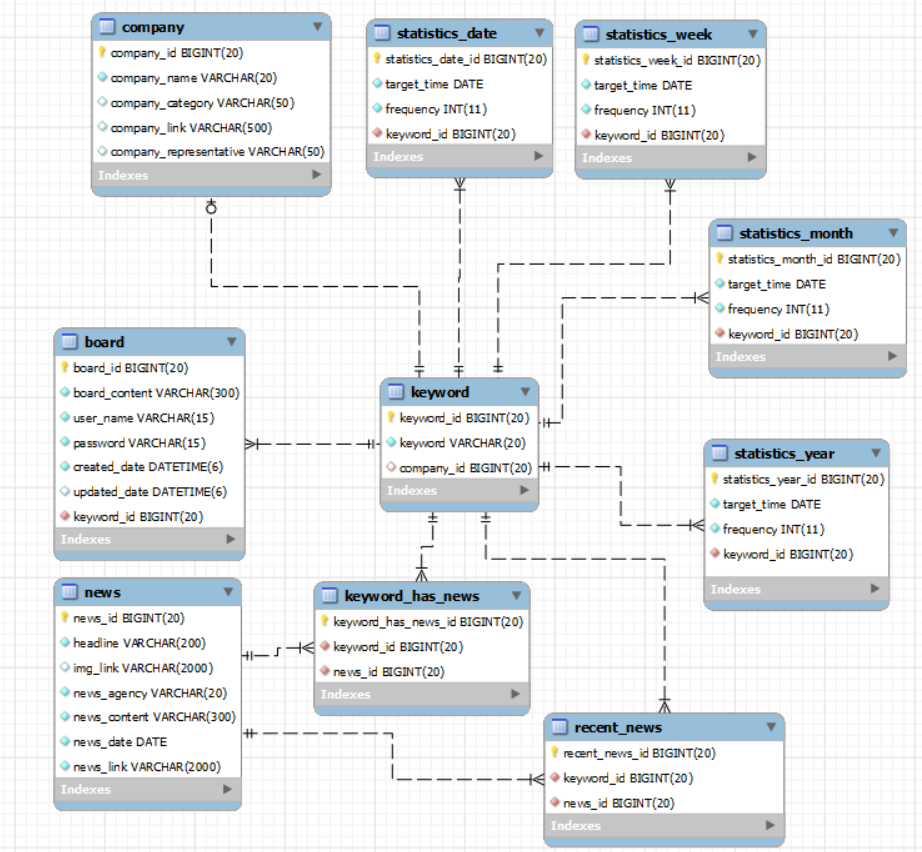 company
company_id BIGINT(20)
company_name VARCHAR(20)
company_category VARCHAR(50)
company_link VARCHAR(500)
company_representative VARCHAR(50)
Indexes
statistics_date
statistics_date_id BIGINT(20)
target_time DATE
frequency INT(11)
keyword_id BIGINT(20)
Indexes
statistics_week
statistics_week_id BIGINT(20)
target_time DATE
frequency INT(11)
keyword_id BIGINT(20)
Indexes
statistics_month
statistics_month_id BIGINT(20)
target_time DATE
frequency INT(11)
keyword_id BIGINT(20)
Indexes
board
board_id BIGINT(20)
board_content VARCHAR(300)
user_name VARCHAR(15)
password VARCHAR(15)
created_date DATETIME(6)
updated_date DATETIME(6)
keyword_id BIGINT(20)
Indexes
keyword
keyword_id BIGINT(20)
keyword VARCHAR(20)
company_id BIGINT(20)
Indexes
statistics_year
statistics_year_id BIGINT(20)
target_time DATE
frequency INT(11)
keyword_id BIGINT(20)
Indexes
news
news_id BIGINT(20)
headline VARCHAR(200)
img_link VARCHAR(2000)
news_agency VARCHAR(20)
news_content VARCHAR(300)
news_date DATE
news_link VARCHAR(2000)
Indexes
keyword_has_news
keyword_has_news_id BIGINT(20)
keyword_id BIGINT(20)
news_id BIGINT(20)
Indexes
recent_news
recent_news_id BIGINT(20)
keyword_id BIGINT(20)
news_id BIGINT(20)
Indexes